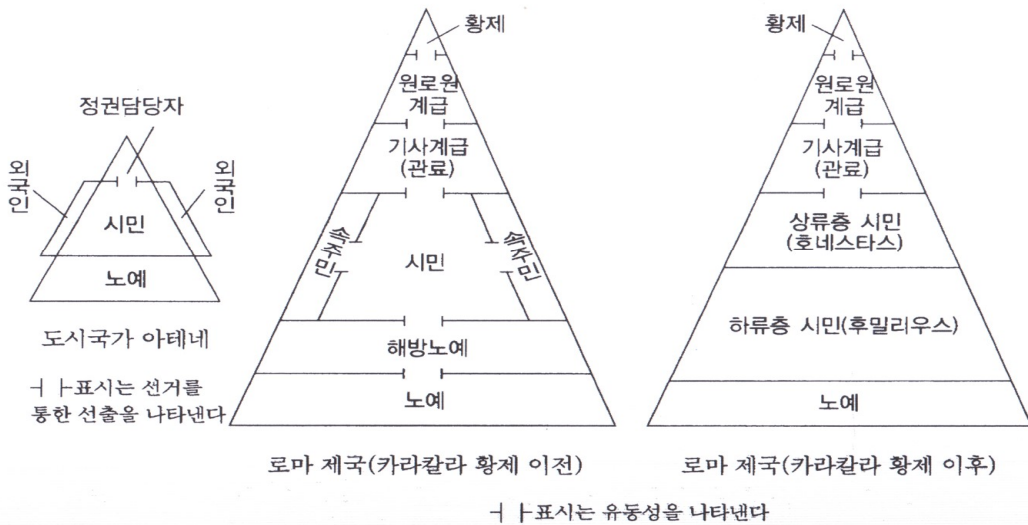 정권담당자
외국인
외국인
시민
노예
도시국가 아테네
┤ ├ 표시는 선거를
통한 선출을 나타낸다
황제
원로원
계급
기사계급
(관료)
속주민
시민
속주민
해방노예
노예
로마 제국(카라칼라 황제 이전)
황제
원로원
계급
기사계급
(관료)
상류층 시민
(호네스타스)
하류층 시민(후밀리우스)
노예
로마 제국(카라칼라 황제 이후)
┤ ├ 표시는 유동성을 나타낸다